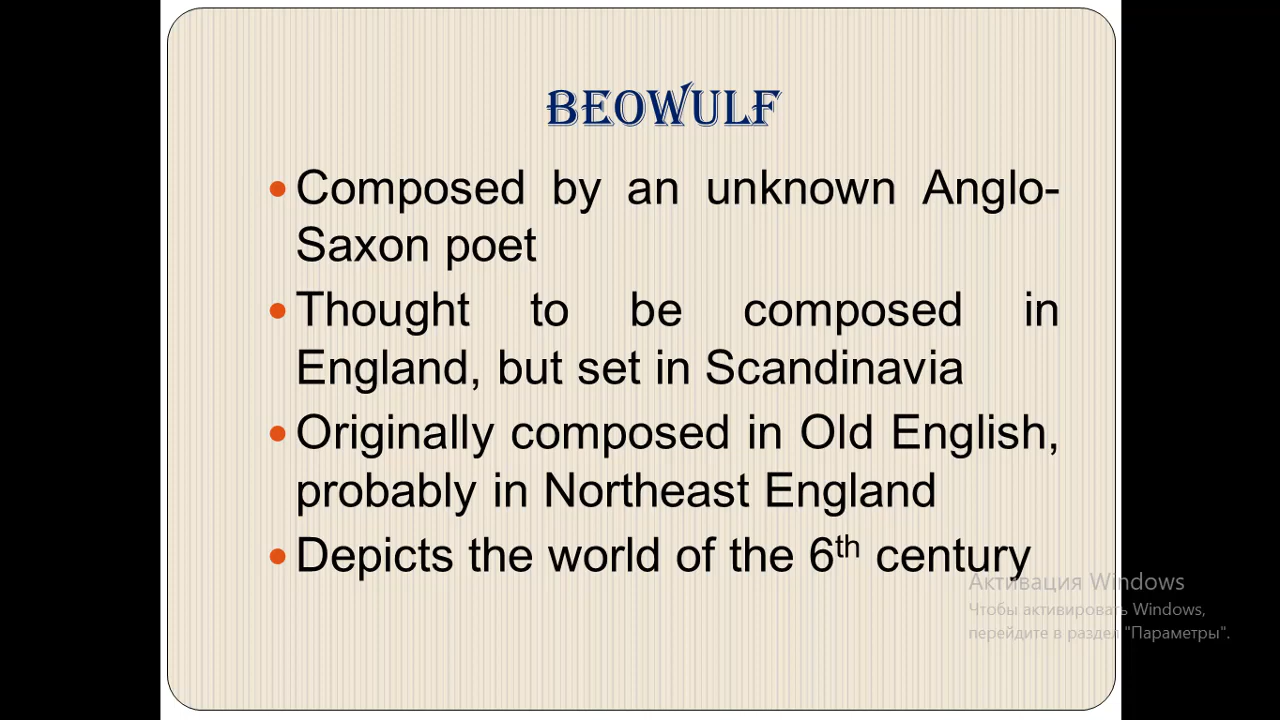 BEOWULF
• Composed by an unknown Anglo-
Saxon poet
• Thought to be composed in
England, but set in Scandinavia
• Originally composed in Old English,
probably in Northeast England
• Depicts the world of the 6th century
Активация Windows
Чтобы активировать Windows,
перейдите в раздел "Параметры".